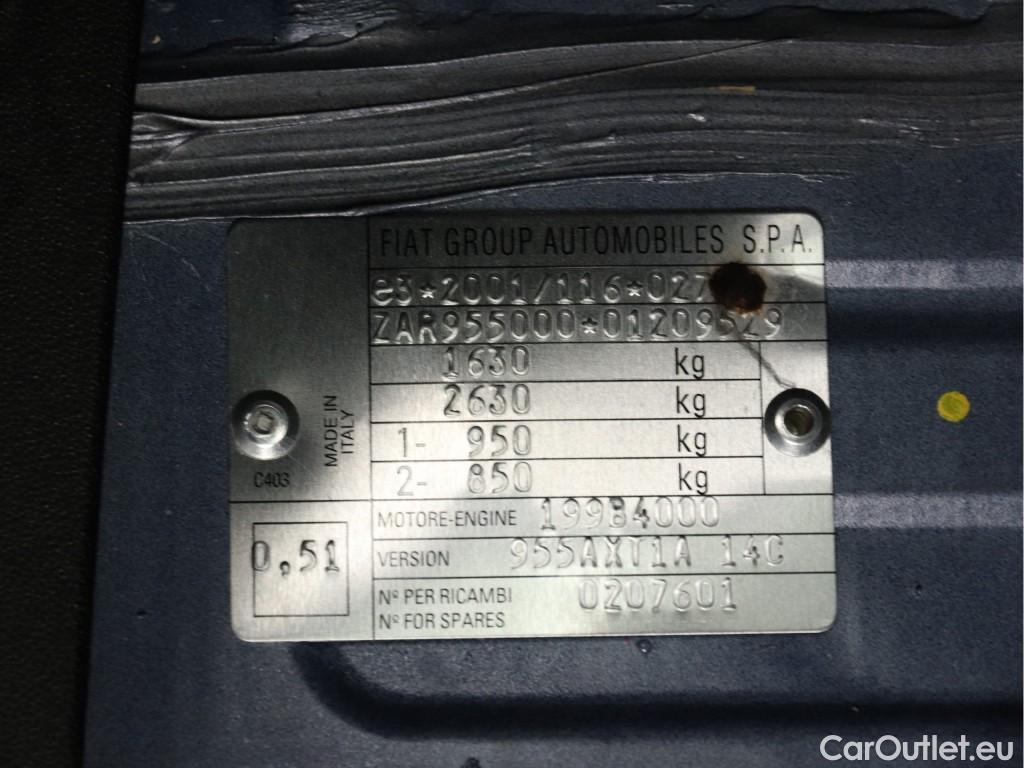 FIAT GROUP AUTOMOBILES S.P.A.
e3*2001/116*027
ZAR955000*01209529
1630 kg
2630 kg
1- 950 kg
2- 850 kg
MADE IN ITALY
C403
MOTORE-ENGINE 199B4000
0,51
VERSION 955AXT1A 14C
Nº PER RICAMBI
Nº FOR SPARES
0207601
CarOutlet.eu